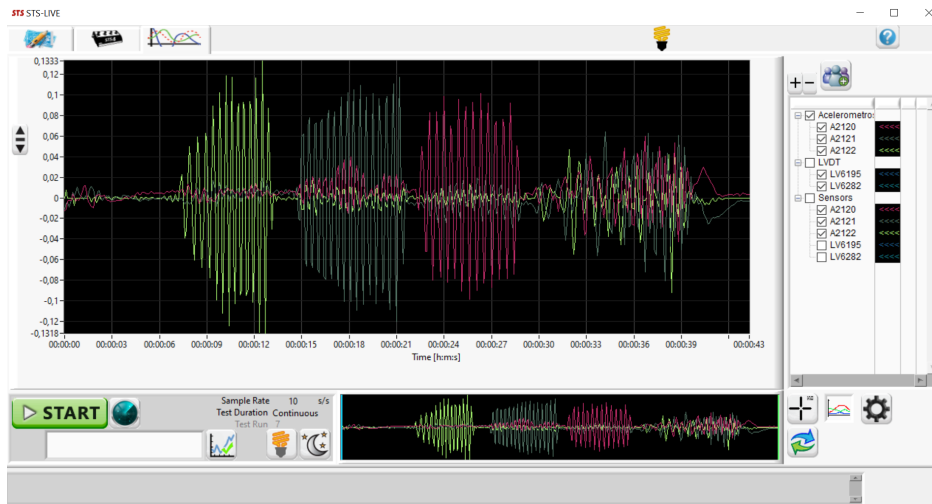 STS STS-LIVE
STS-B
0,1333
0,12
0,1
0,08
0,06
0,04
0,02
0
-0,02
-0,04
-0,06
-0,08
-0,1
-0,12
-0,1318
00:00:00 00:00:03 00:00:06 00:00:09 00:00:12 00:00:15 00:00:18 00:00:21 00:00:24 00:00:27 00:00:30 00:00:33 00:00:36 00:00:39 00:00:43
Time [h:m:s]
Acelerometros
A2120 <<<<
A2121 <<<<
A2122 <<<<
LVDT
LV6195 <<<<
LV6282 <<<<
Sensors
A2120 <<<<
A2121 <<<<
A2122 <<<<
LV6195 <<<<
LV6282 <<<<
START
Sample Rate 10 s/s
Test Duration Continuous
Test Run 7